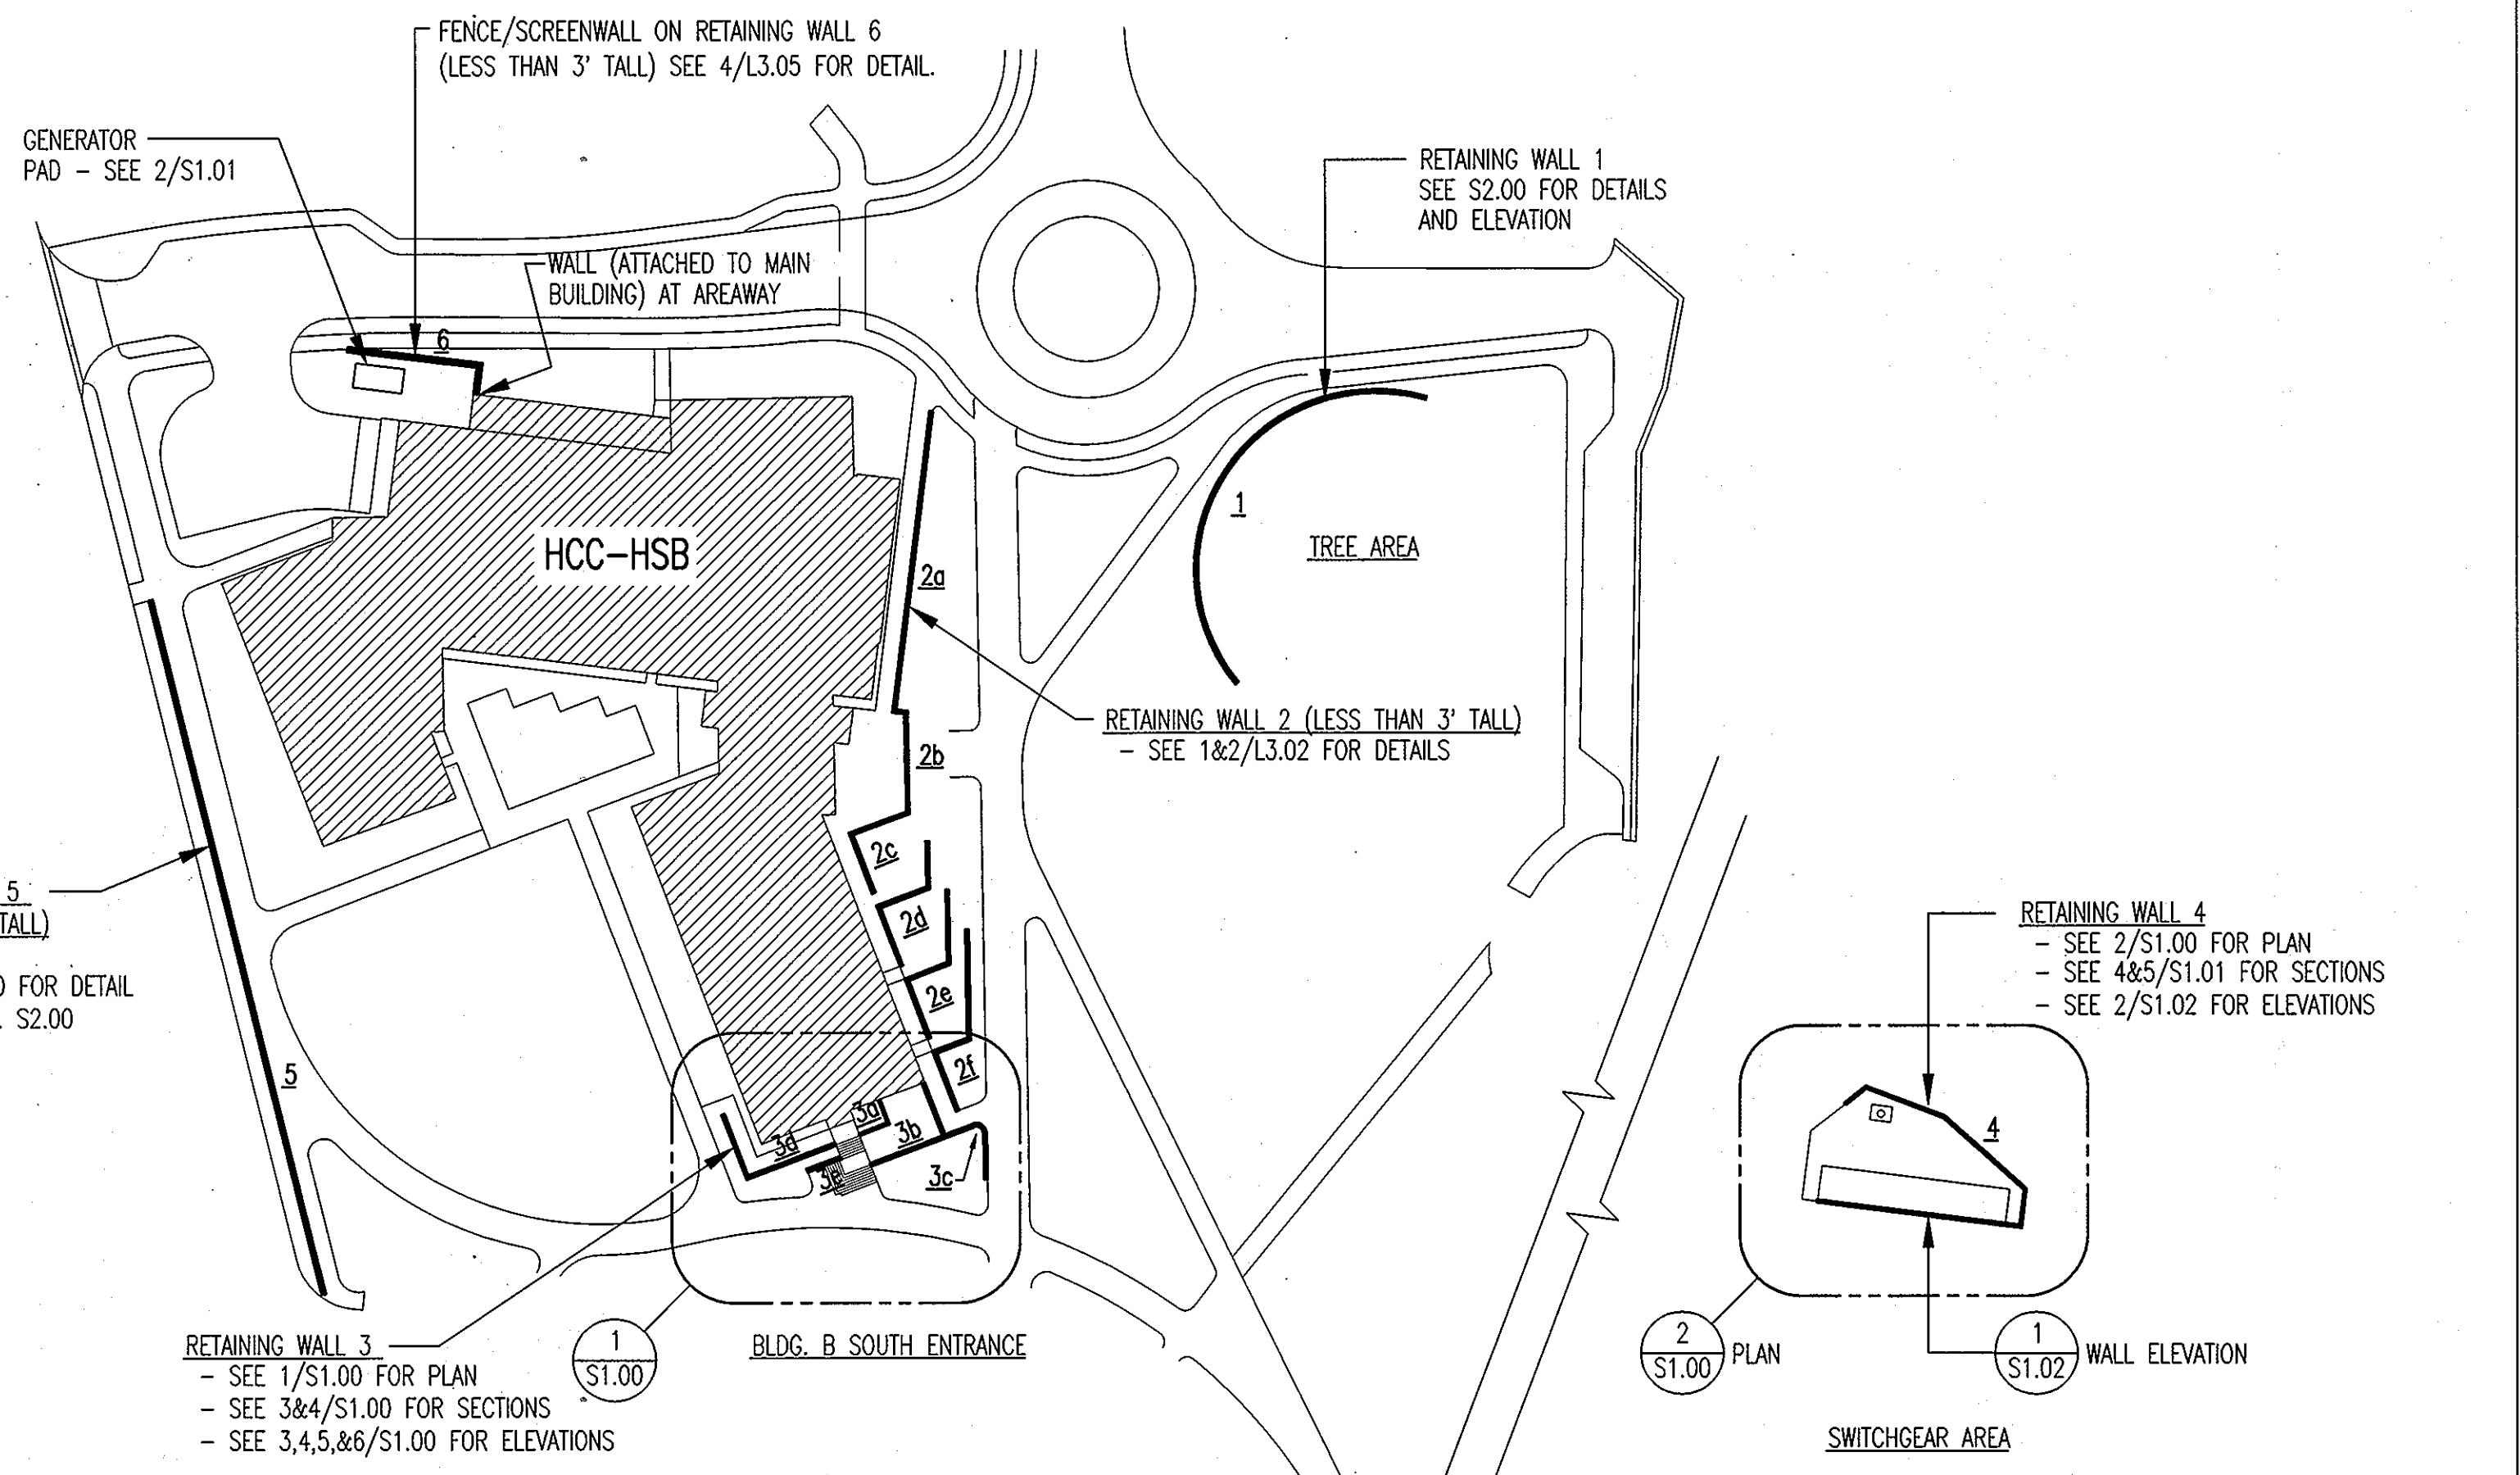 FENCE/SCREENWALL ON RETAINING WALL 6
(LESS THAN 3' TALL) SEE 4/L3.05 FOR DETAIL.
GENERATOR
PAD - SEE 2/S1.01
RETAINING WALL 1
SEE S2.00 FOR DETAILS
AND ELEVATION
WALL (ATTACHED TO MAIN
BUILDING) AT AREAWAY
6
1
TREE AREA
HCC-HSB
2a
RETAINING WALL 2 (LESS THAN 3' TALL)
- SEE 1&2/L3.02 FOR DETAILS
2b
2c
2d
2e
2f
5
TALL)
FOR DETAIL
S2.00
5
RETAINING WALL 4
- SEE 2/S1.00 FOR PLAN
- SEE 4&5/S1.01 FOR SECTIONS
- SEE 2/S1.02 FOR ELEVATIONS
4
3a
3b
3c
3d
3e
RETAINING WALL 3
- SEE 1/S1.00 FOR PLAN
- SEE 3&4/S1.00 FOR SECTIONS
- SEE 3,4,5,&6/S1.00 FOR ELEVATIONS
1
S1.00
BLDG. B SOUTH ENTRANCE
2
S1.00
PLAN
1
S1.02
WALL ELEVATION
SWITCHGEAR AREA